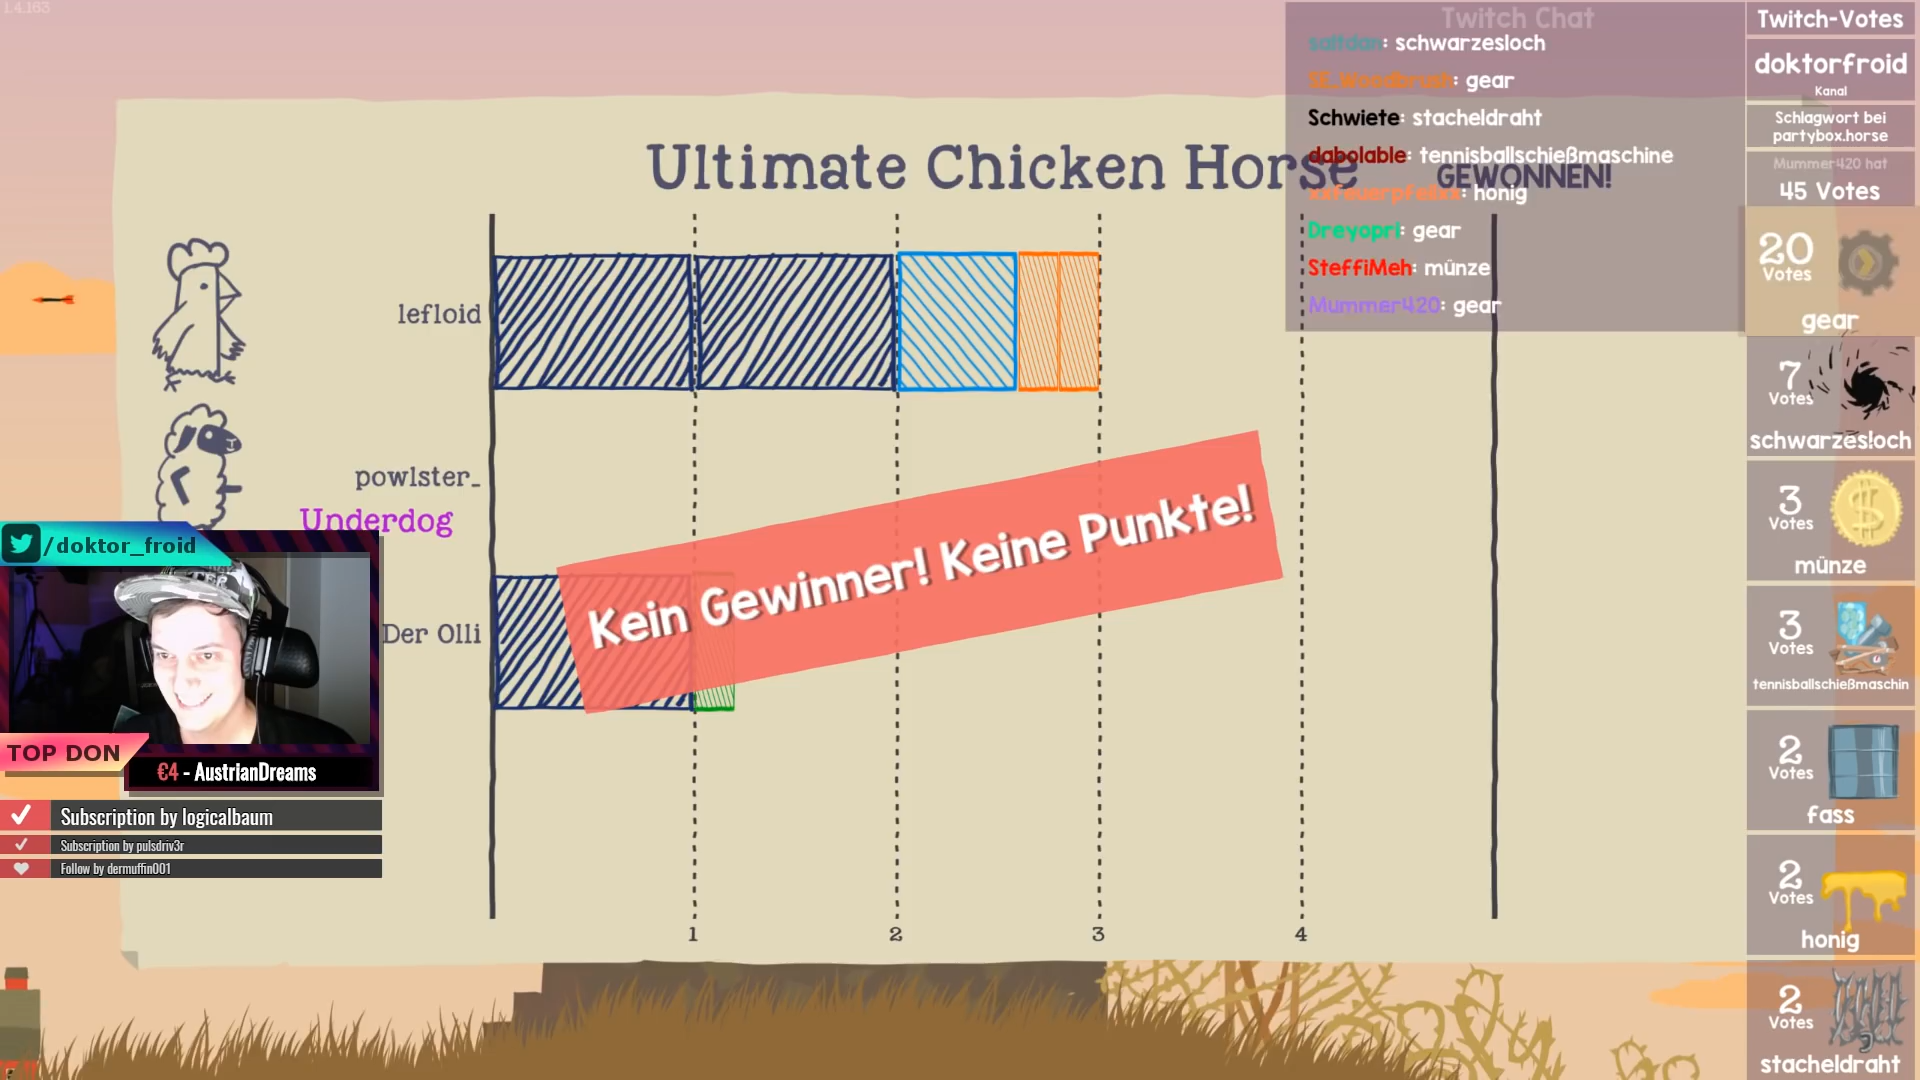 1.4.163
Twitch Chat
saltdan: schwarzesloch
SE_Woodbrush: gear
Schwiete: stacheldraht
dabolable: tennisballschießmaschine
xxfeuerpfeilxx: honig
Dreyopri: gear
SteffiMeh: münze
Mummer420: gear
Twitch-Votes
doktorfroid
Kanal
Schlagwort bei
partybox.horse
Mummer420 hat
45 Votes
20
Votes
gear
7
Votes
schwarzesloch
3
Votes
münze
3
Votes
tennisballschießmaschin
2
Votes
fass
2
Votes
honig
2
Votes
stacheldraht
Ultimate Chicken Horse
GEWONNEN!
lefloid
powlster_
Underdog
Der Olli
Kein Gewinner! Keine Punkte!
1 2 3 4
/doktor_froid
TOP DON
€4 - AustrianDreams
Subscription by logicalbaum
Subscription by pulsdriv3r
Follow by dermuffin001